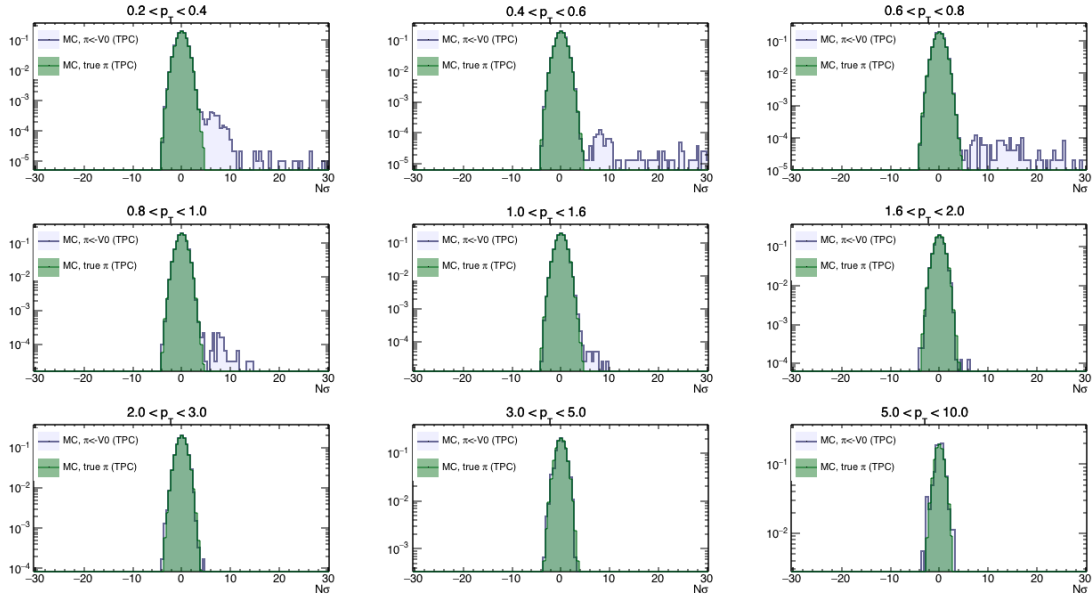 0.2 < p_T < 0.4
MC, π<-V0 (TPC)
MC, true π (TPC)
10⁻¹
10⁻²
10⁻³
10⁻⁴
10⁻⁵
−30 −20 −10 0 10 20 30
Nσ
0.4 < p_T < 0.6
MC, π<-V0 (TPC)
MC, true π (TPC)
10⁻¹
10⁻²
10⁻³
10⁻⁴
10⁻⁵
−30 −20 −10 0 10 20 30
Nσ
0.6 < p_T < 0.8
MC, π<-V0 (TPC)
MC, true π (TPC)
10⁻¹
10⁻²
10⁻³
10⁻⁴
10⁻⁵
−30 −20 −10 0 10 20 30
Nσ
0.8 < p_T < 1.0
MC, π<-V0 (TPC)
MC, true π (TPC)
10⁻¹
10⁻²
10⁻³
10⁻⁴
−30 −20 −10 0 10 20 30
Nσ
1.0 < p_T < 1.6
MC, π<-V0 (TPC)
MC, true π (TPC)
10⁻¹
10⁻²
10⁻³
10⁻⁴
−30 −20 −10 0 10 20 30
Nσ
1.6 < p_T < 2.0
MC, π<-V0 (TPC)
MC, true π (TPC)
10⁻¹
10⁻²
10⁻³
10⁻⁴
−30 −20 −10 0 10 20 30
Nσ
2.0 < p_T < 3.0
MC, π<-V0 (TPC)
MC, true π (TPC)
10⁻¹
10⁻²
10⁻³
10⁻⁴
−30 −20 −10 0 10 20 30
Nσ
3.0 < p_T < 5.0
MC, π<-V0 (TPC)
MC, true π (TPC)
10⁻¹
10⁻²
10⁻³
−30 −20 −10 0 10 20 30
Nσ
5.0 < p_T < 10.0
MC, π<-V0 (TPC)
MC, true π (TPC)
10⁻¹
10⁻²
−30 −20 −10 0 10 20 30
Nσ